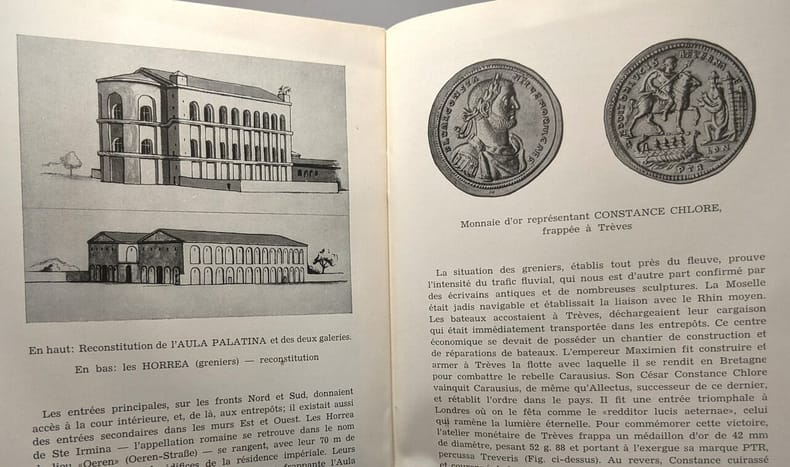 En haut: Reconstitution de l'AULA PALATINA et des deux galeries.
En bas: les HORREA (greniers) — reconstitution
Les entrées principales, sur les fronts Nord et Sud, donnaient
accès à la cour intérieure, et, de là, aux entrepôts; il existait aussi
des entrées secondaires dans les murs Est et Ouest. Les Horrea
de Ste Irmina — l'appellation romaine se retrouve dans le nom
«Oeren» (Oeren-Straße) — se rangent, avec leur 70 m de
de la résidence impériale. Leurs
l'Aula
REDDITOR LVCIS AETERNAE
LON
PTR
Monnaie d'or représentant CONSTANCE CHLORE,
frappée à Trèves
La situation des greniers, établis tout près du fleuve, prouve
l'intensité du trafic fluvial, qui nous est d'autre part confirmé par
des écrivains antiques et de nombreuses sculptures. La Moselle
était jadis navigable et établissait la liaison avec le Rhin moyen.
Les bateaux accostaient à Trèves, déchargeaient leur cargaison
qui était immédiatement transportée dans les entrepôts. Ce centre
économique se devait de posséder un chantier de construction et
de réparations de bateaux. L'empereur Maximien fit construire et
armer à Trèves la flotte avec laquelle il se rendit en Bretagne
pour combattre le rebelle Carausius. Son César Constance Chlore
vainquit Carausius, de même qu'Allectus, successeur de ce dernier,
et rétablit l'ordre dans le pays. Il fit une entrée triomphale à
Londres où on le fêta comme le «redditor lucis aeternae», celui
qui ramène la lumière éternelle. Pour commémorer cette victoire,
l'atelier monétaire de Trèves frappa un médaillon d'or de 42 mm
de diamètre, pesant 52 g. 88 et portant à l'exergue sa marque PTR,
percussa Treveris (Fig. ci-dessus). Au revers, Constance cuirassé